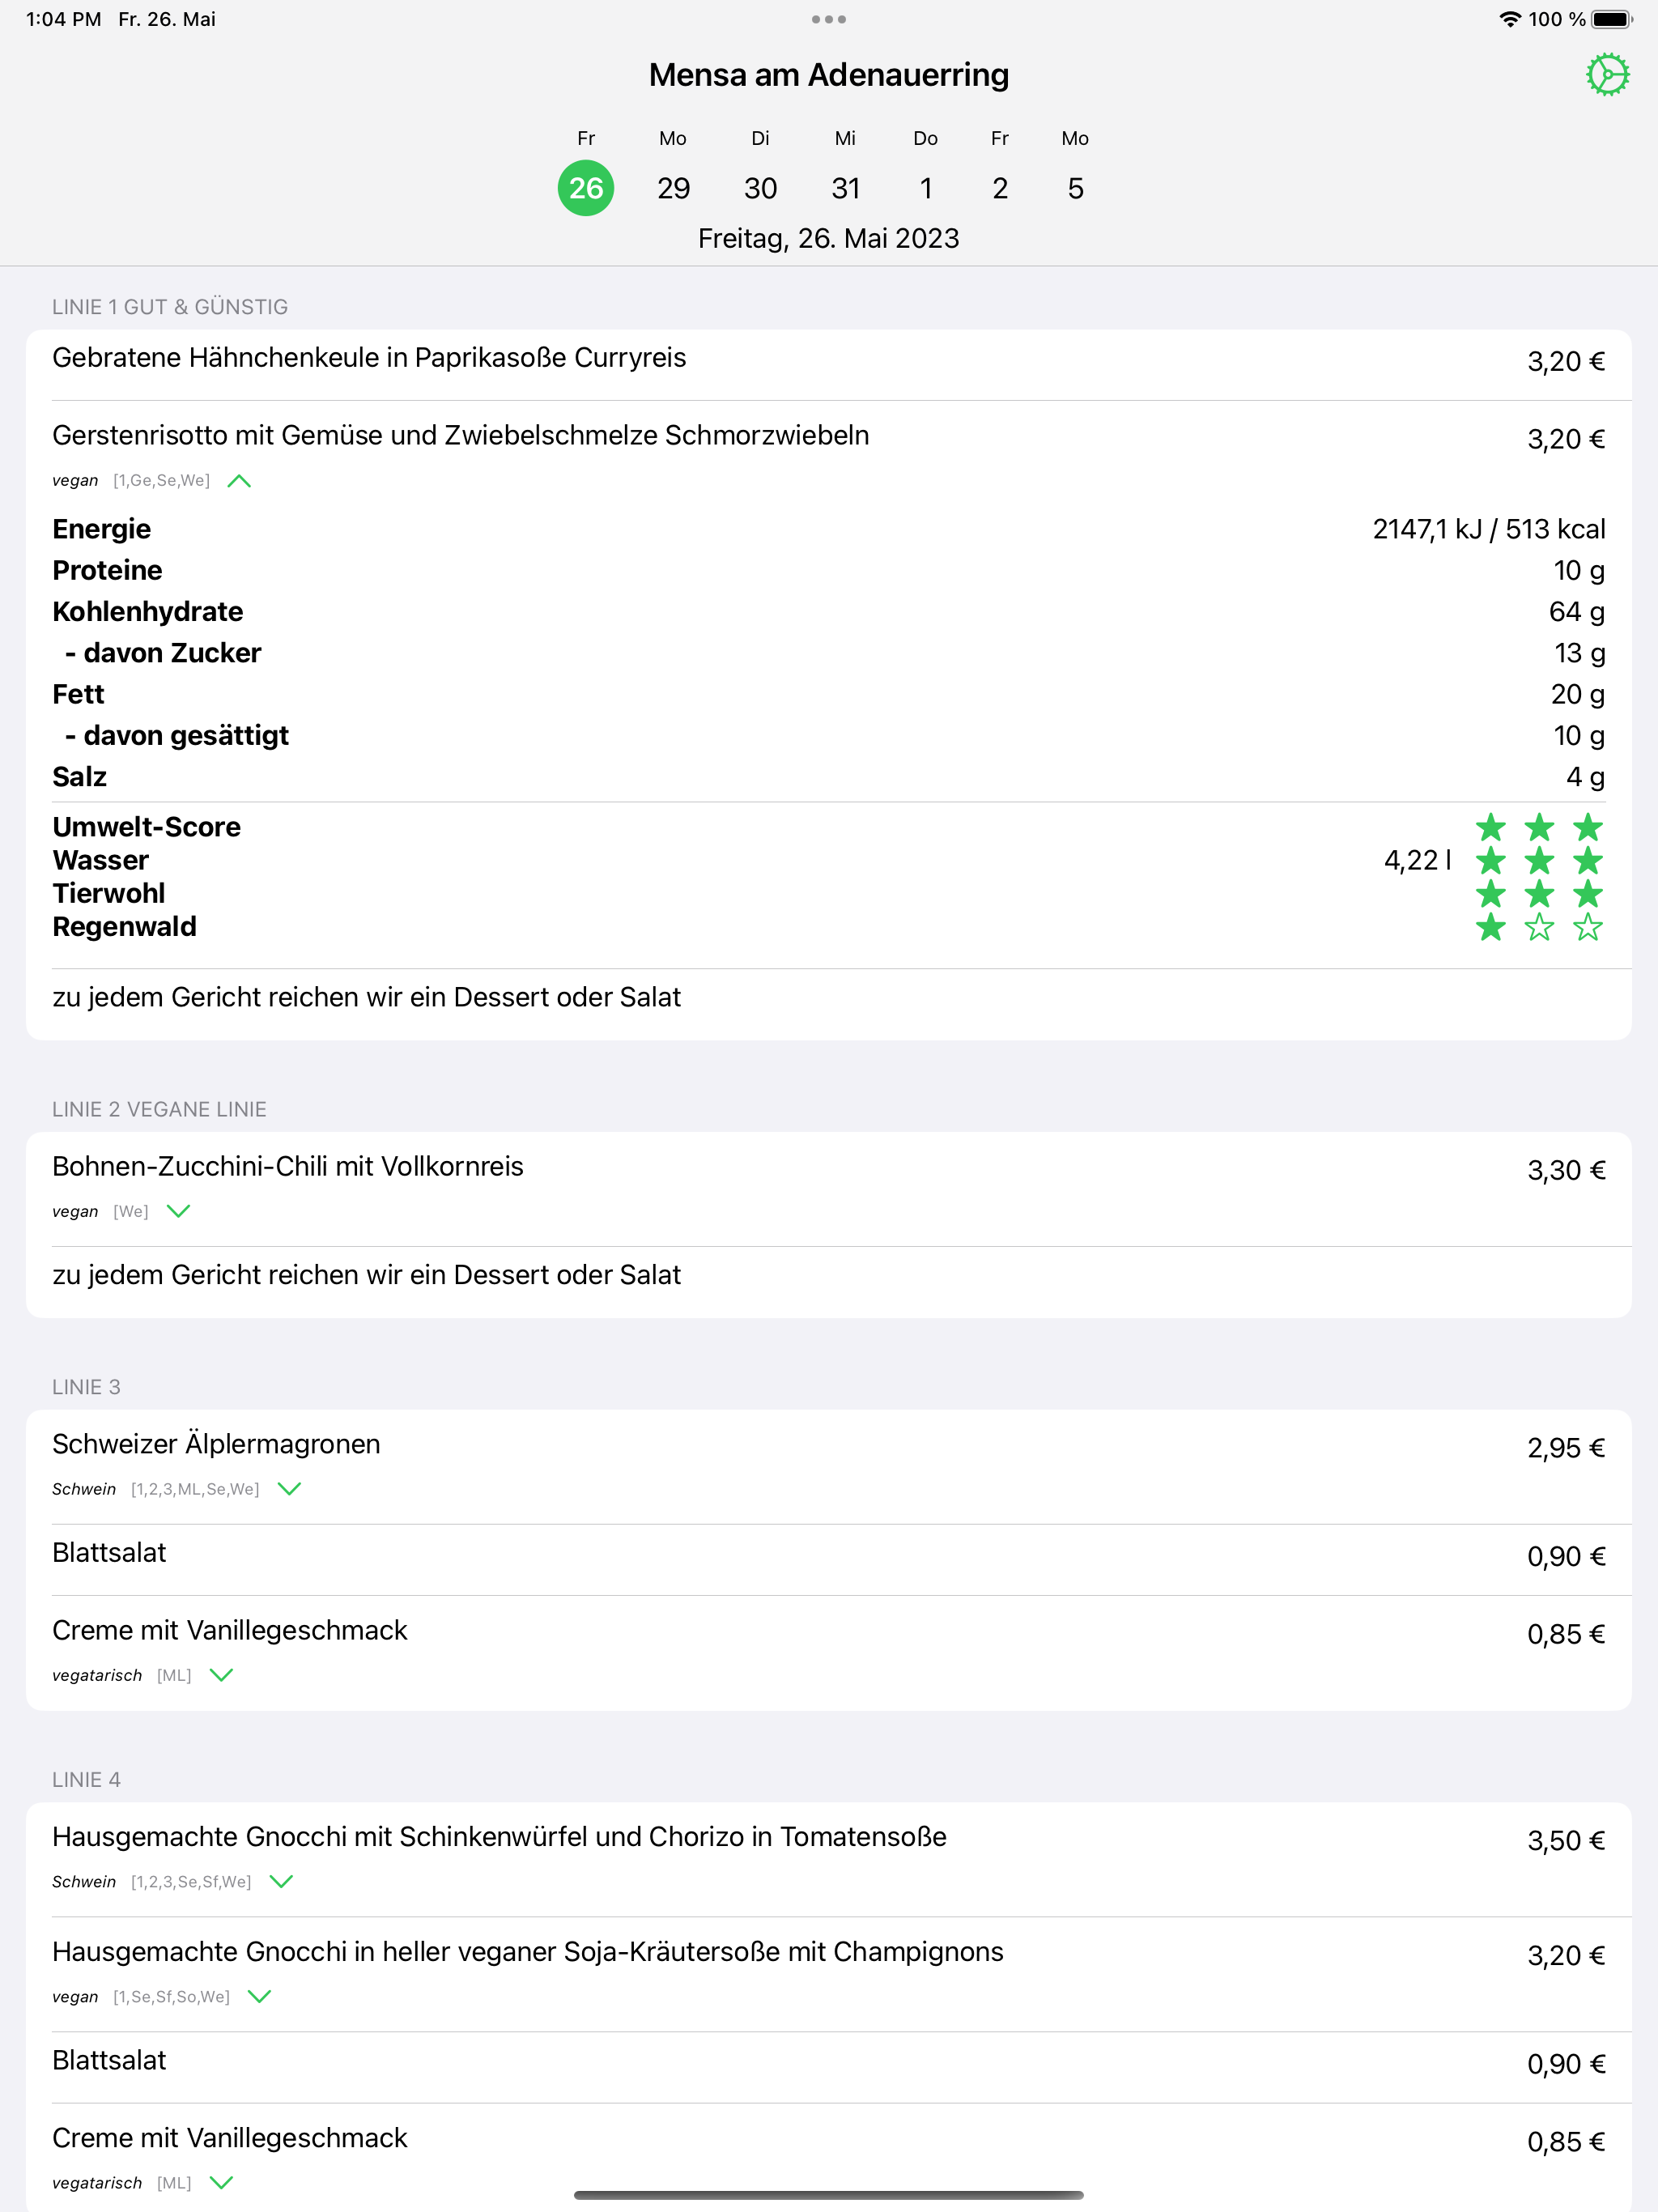 1:04 PM Fr. 26. Mai
100 %
Mensa am Adenauerring
Fr Mo Di Mi Do Fr Mo
26 29 30 31 1 2 5
Freitag, 26. Mai 2023
LINIE 1 GUT & GÜNSTIG
Gebratene Hähnchenkeule in Paprikasoße Curryreis 3,20 €
Gerstenrisotto mit Gemüse und Zwiebelschmelze Schmorzwiebeln 3,20 €
vegan [1,Ge,Se,We]
Energie 2147,1 kJ / 513 kcal
Proteine 10 g
Kohlenhydrate 64 g
- davon Zucker 13 g
Fett 20 g
- davon gesättigt 10 g
Salz 4 g
Umwelt-Score
Wasser 4,22 l
Tierwohl
Regenwald
zu jedem Gericht reichen wir ein Dessert oder Salat
LINIE 2 VEGANE LINIE
Bohnen-Zucchini-Chili mit Vollkornreis 3,30 €
vegan [We]
zu jedem Gericht reichen wir ein Dessert oder Salat
LINIE 3
Schweizer Älplermagronen 2,95 €
Schwein [1,2,3,ML,Se,We]
Blattsalat 0,90 €
Creme mit Vanillegeschmack 0,85 €
vegatarisch [ML]
LINIE 4
Hausgemachte Gnocchi mit Schinkenwürfel und Chorizo in Tomatensoße 3,50 €
Schwein [1,2,3,Se,Sf,We]
Hausgemachte Gnocchi in heller veganer Soja-Kräutersoße mit Champignons 3,20 €
vegan [1,Se,Sf,So,We]
Blattsalat 0,90 €
Creme mit Vanillegeschmack 0,85 €
vegatarisch [ML]